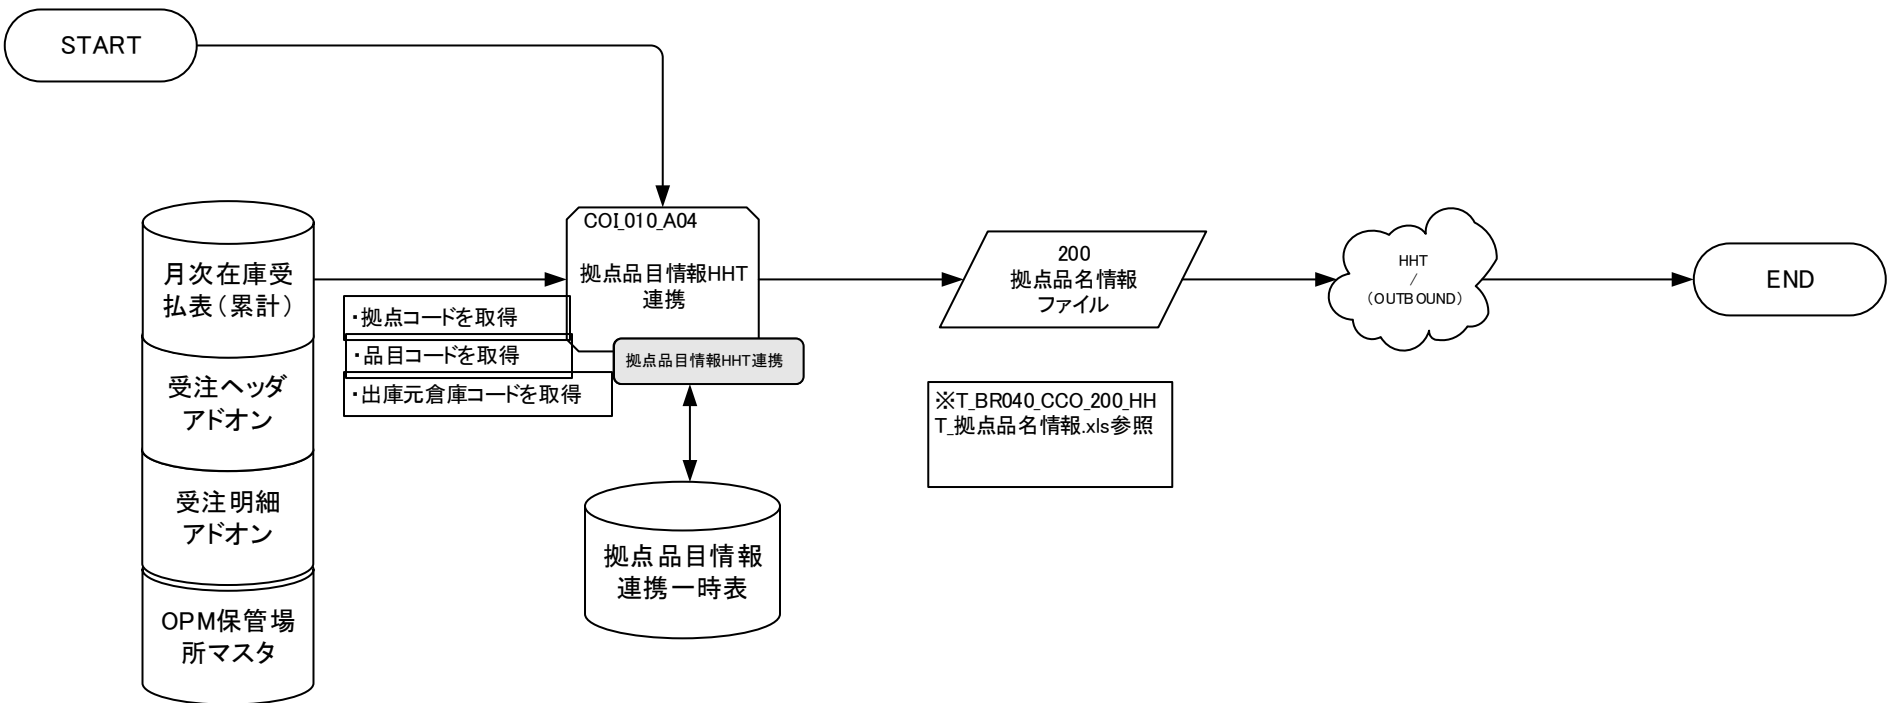 START
COI_010_A04
拠点品目情報HHT
連携
拠点品目情報HHT連携
月次在庫受
払表（累計）
受注ヘッダ
アドオン
受注明細
アドオン
OPM保管場
所マスタ
・拠点コードを取得
・品目コードを取得
・出庫元倉庫コードを取得
拠点品目情報
連携一時表
200
拠点品名情報
ファイル
※T_BR040_CCO_200_HH
T_拠点品名情報.xls参照
HHT
／
（OUTBOUND）
END